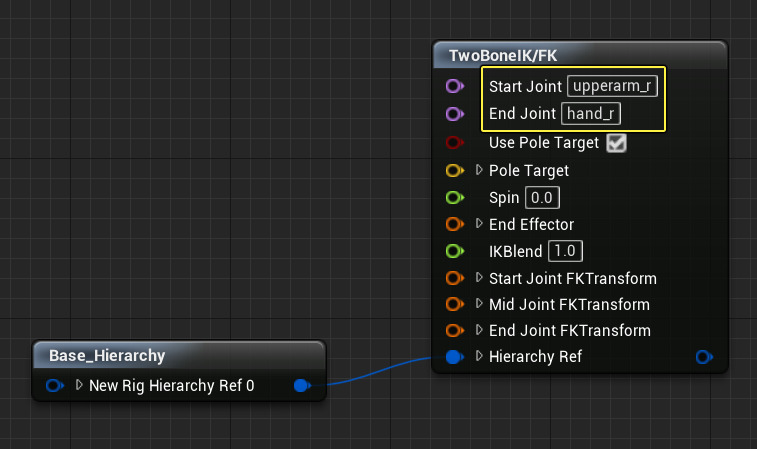 TwoBoneIK/FK
Start Joint upperarm_r
End Joint hand_r
Use Pole Target
Pole Target
Spin 0.0
End Effector
IKBlend 1.0
Start Joint FKTransform
Mid Joint FKTransform
End Joint FKTransform
Hierarchy Ref
Base_Hierarchy
New Rig Hierarchy Ref 0